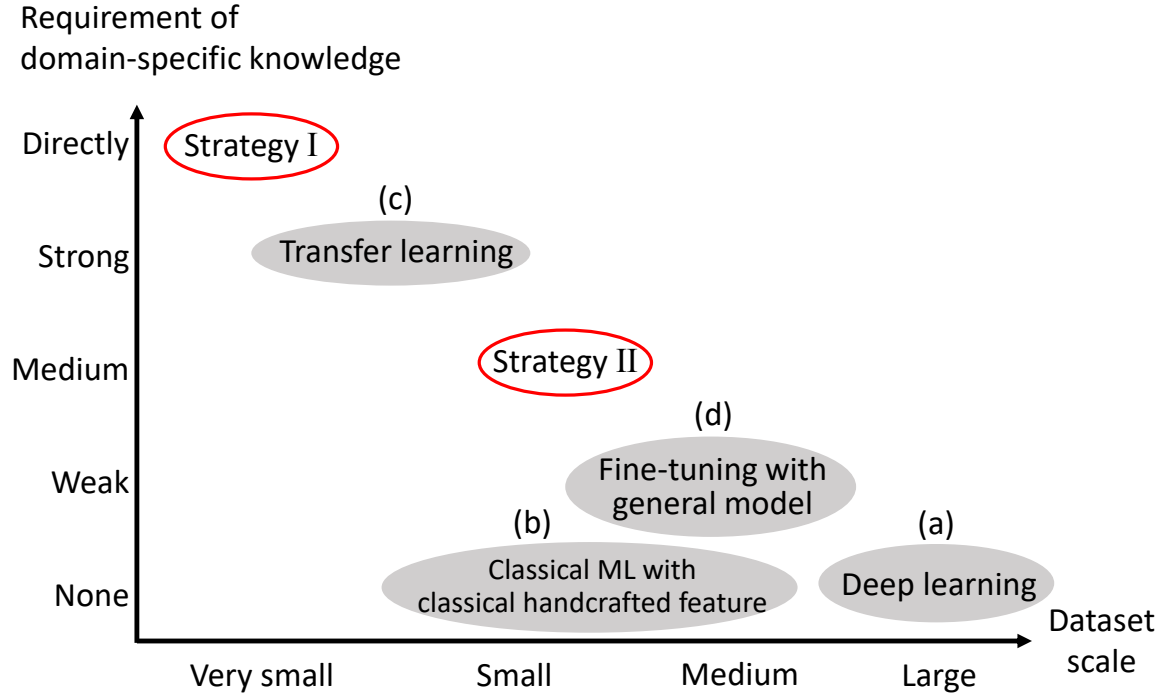 Requirement of
domain-specific knowledge
Directly
Strategy I
(c)
Strong
Transfer learning
Medium
Strategy II
(d)
Weak
Fine-tuning with
general model
(b)
(a)
None
Classical ML with
classical handcrafted feature
Deep learning
Dataset
scale
Very small
Small
Medium
Large